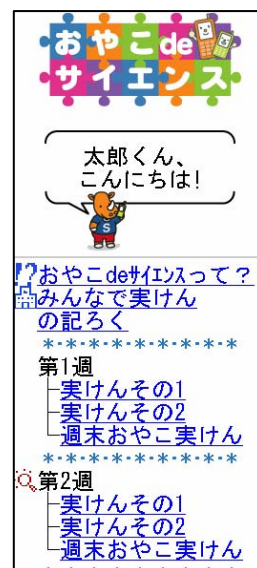 おやこde
サイエンス
太郎くん、
こんにちは!
S
!?おやこdeｻｲｴﾝｽって?
みんなで実けん
の記ろく
*-*-*-*-*-*-*-*-*
第1週
├実けんその1
├実けんその2
└週末おやこ実けん
*-*-*-*-*-*-*-*-*
第2週
├実けんその1
├実けんその2
└週末おやこ実けん